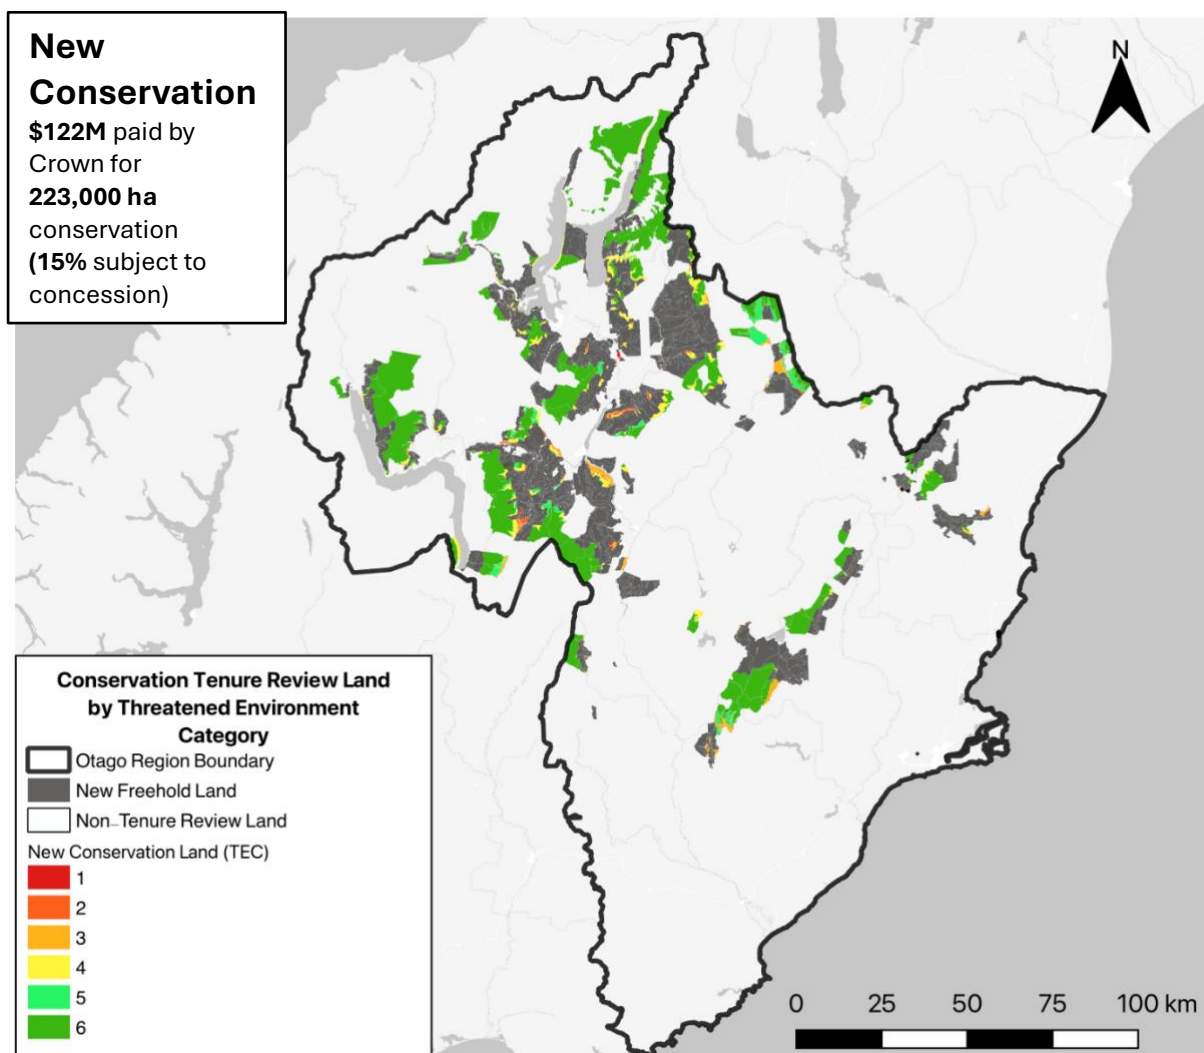 New
Conservation
$122M paid by
Crown for
223,000 ha
conservation
(15% subject to
concession)
N
Conservation Tenure Review Land
by Threatened Environment
Category
Otago Region Boundary
New Freehold Land
Non-Tenure Review Land
New Conservation Land (TEC)
1
2
3
4
5
6
0 25 50 75 100 km